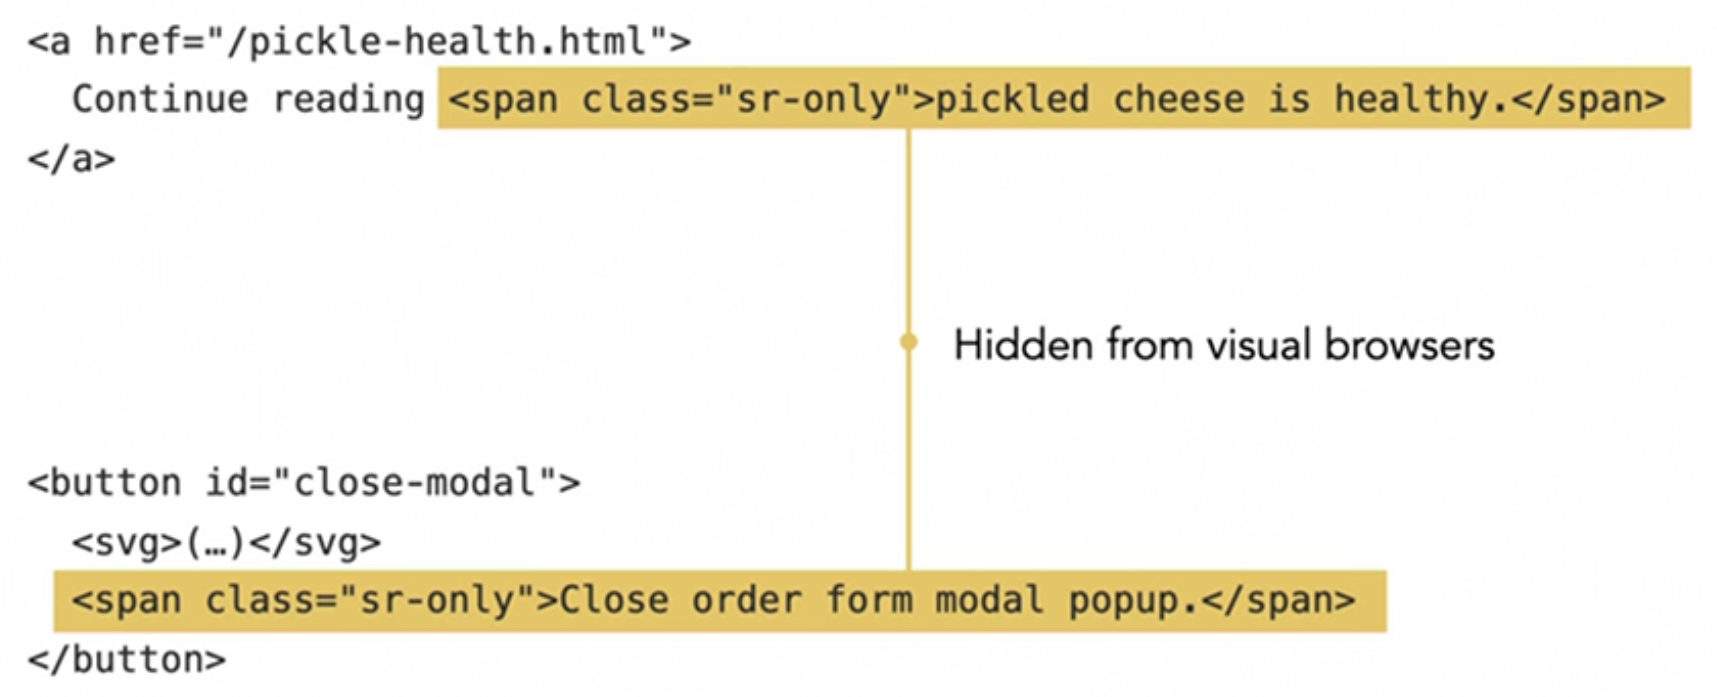 <a href="/pickle-health.html">
Continue reading <span class="sr-only">pickled cheese is healthy.</span>
</a>
Hidden from visual browsers
<button id="close-modal">
<svg>(…)</svg>
<span class="sr-only">Close order form modal popup.</span>
</button>